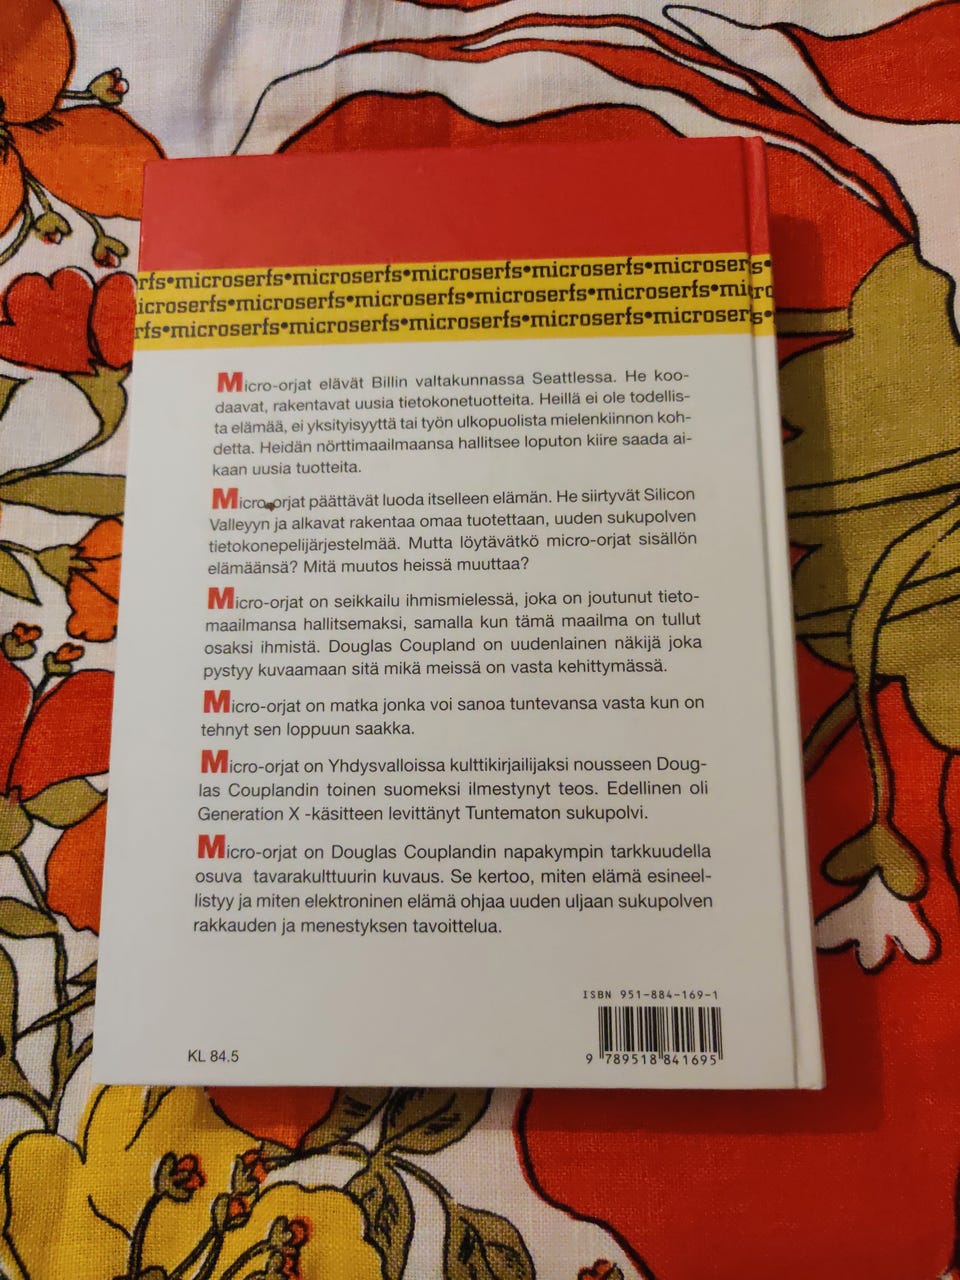 rfs•microserfs•microserfs•microserfs•microserfs•microserfs•
icroserfs•microserfs•microserfs•microserfs•microserfs•microrc
erfs•microserfs•microserfs•microserfs•microserfs•microserfs•
Micro-orjat elävät Billin valtakunnassa Seattlessa. He koo-
daavat, rakentavat uusia tietokonetuotteita. Heillä ei ole todellis-
ta elämää, ei yksityisyyttä tai työn ulkopuolista mielenkiinnon koh-
detta. Heidän nörttimaailmaansa hallitsee loputon kiire saada ai-
kaan uusia tuotteita.
Micro-orjat päättävät luoda itselleen elämän. He siirtyvät Silicon
Valleyyn ja alkavat rakentaa omaa tuotettaan, uuden sukupolven
tietokonepelijärjestelmää. Mutta löytävätkö micro-orjat sisällön
elämäänsä? Mitä muutos heissä muuttaa?
Micro-orjat on seikkailu ihmismielessä, joka on joutunut tieto-
maailmansa hallitsemaksi, samalla kun tämä maailma on tullut
osaksi ihmistä. Douglas Coupland on uudenlainen näkijä joka
pystyy kuvaamaan sitä mikä meissä on vasta kehittymässä.
Micro-orjat on matka jonka voi sanoa tuntevansa vasta kun on
tehnyt sen loppuun saakka.
Micro-orjat on Yhdysvalloissa kulttikirjailijaksi nousseen Doug-
las Couplandin toinen suomeksi ilmestynyt teos. Edellinen oli
Generation X -käsitteen levittänyt Tuntematon sukupolvi.
Micro-orjat on Douglas Couplandin napakympin tarkkuudella
osuva tavarakulttuurin kuvaus. Se kertoo, miten elämä esineel-
listyy ja miten elektroninen elämä ohjaa uuden uljaan sukupolven
rakkauden ja menestyksen tavoittelua.
ISBN 951-884-169-1
9 789518 841695
KL 84.5